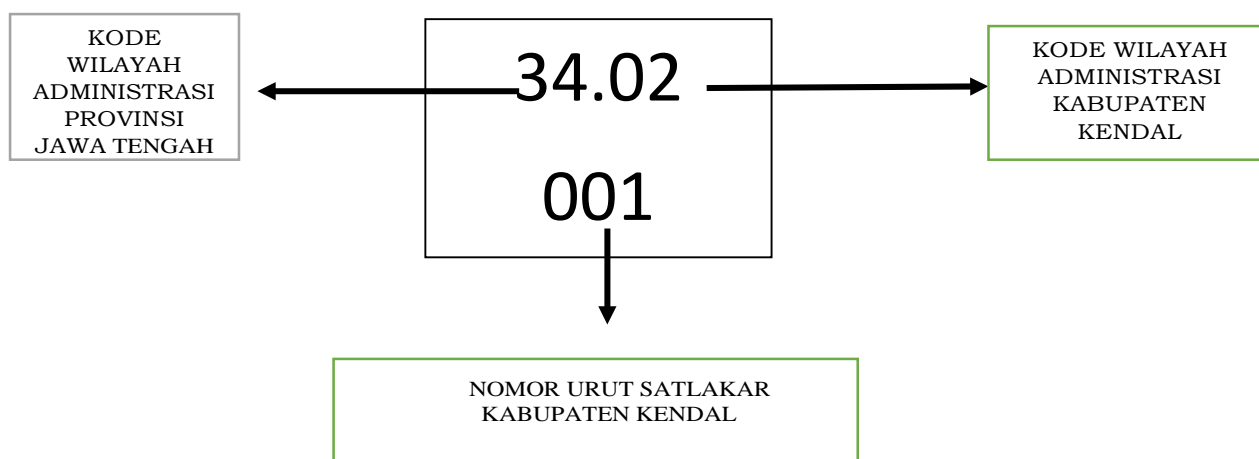 KODE
WILAYAH
ADMINISTRASI
PROVINSI
JAWA TENGAH
34.02
001
KODE WILAYAH
ADMINISTRASI
KABUPATEN
KENDAL
NOMOR URUT SATLAKAR
KABUPATEN KENDAL